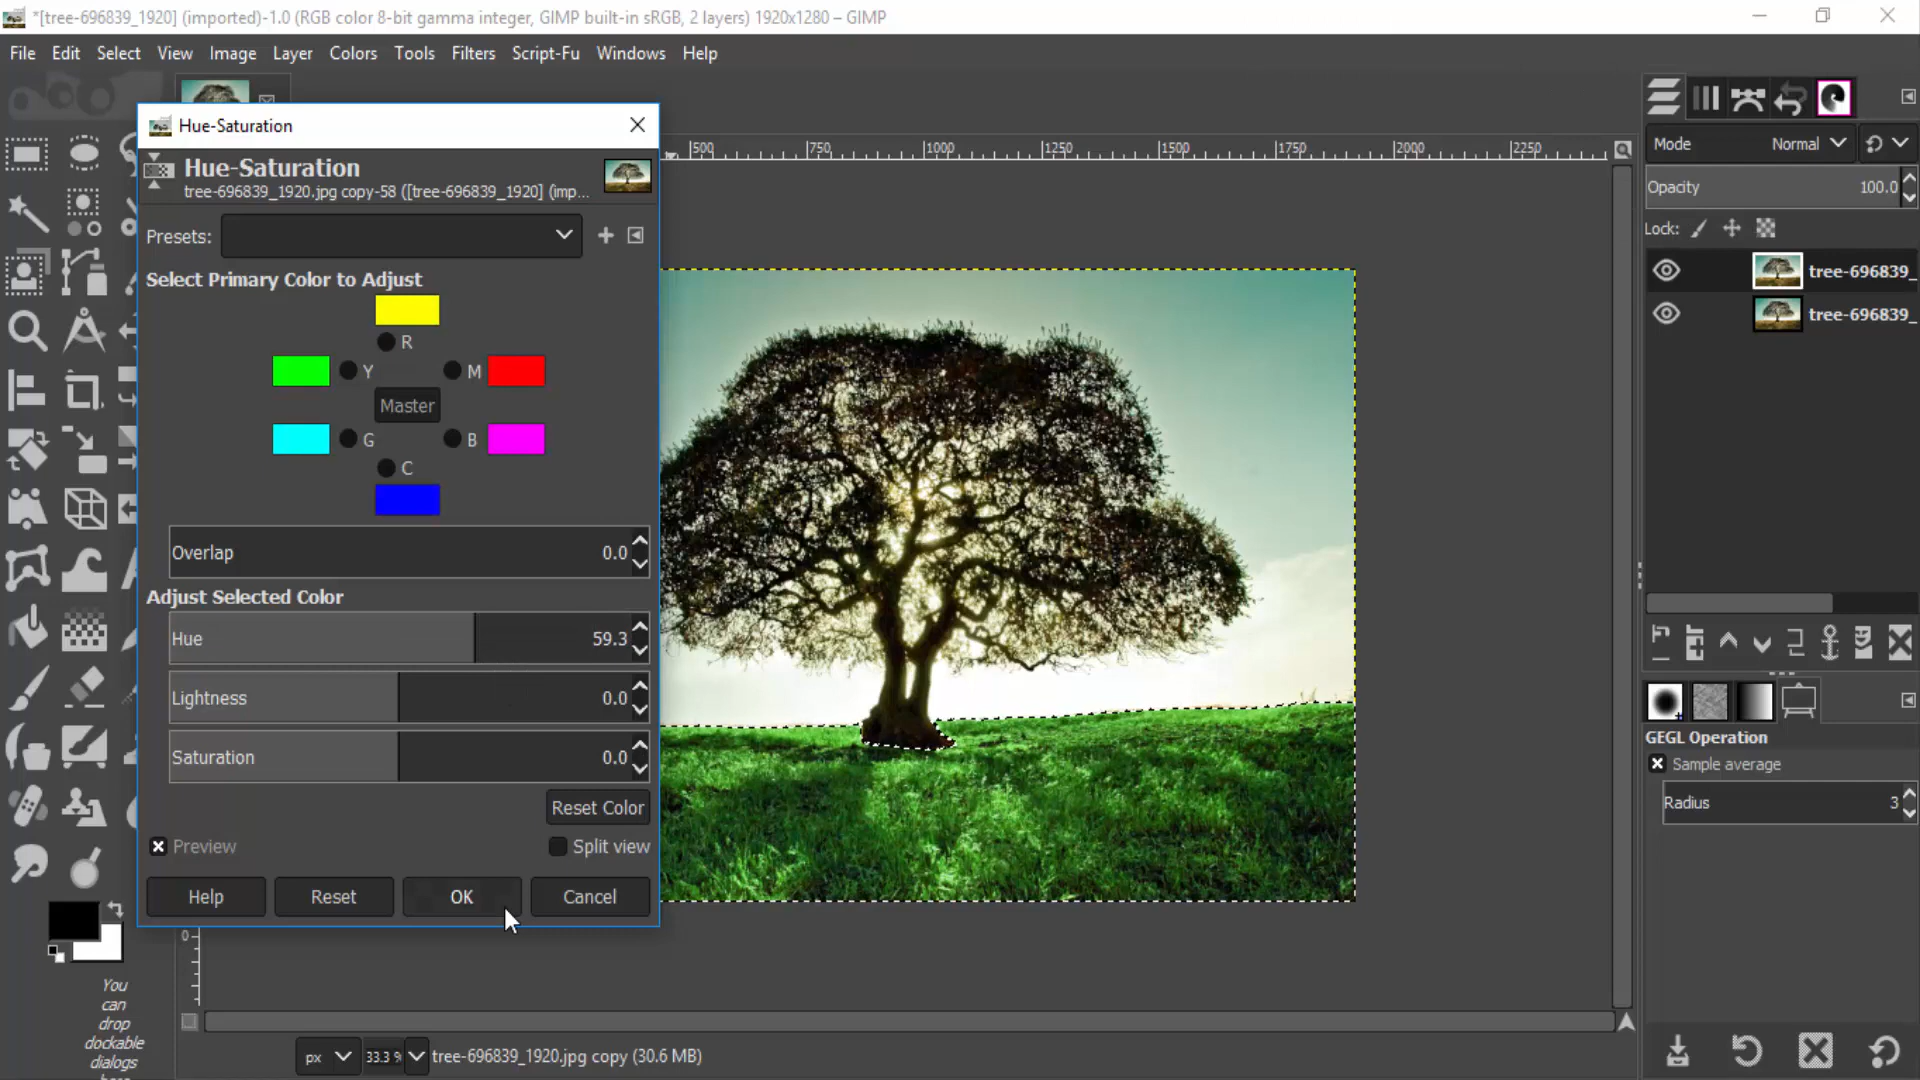 *[tree-696839_1920] (imported)-1.0 (RGB color 8-bit gamma integer, GIMP built-in sRGB, 2 layers) 1920x1280 – GIMP
File Edit Select View Image Layer Colors Tools Filters Script-Fu Windows Help
Hue-Saturation
Hue-Saturation
tree-696839_1920.jpg copy-58 ([tree-696839_1920] (imp...
Presets:
Select Primary Color to Adjust
R
Y M
Master
G B
C
Overlap 0.0
Adjust Selected Color
Hue 59.3
Lightness 0.0
Saturation 0.0
Reset Color
Preview Split view
Help Reset OK Cancel
500 750 1000 1250 1500 1750 2000 2250
0
You
can
drop
dockable
dialogs
px 33.3 % tree-696839_1920.jpg copy (30.6 MB)
Mode Normal
Opacity 100.0
Lock:
tree-696839_
tree-696839_
GEGL Operation
Sample average
Radius 3